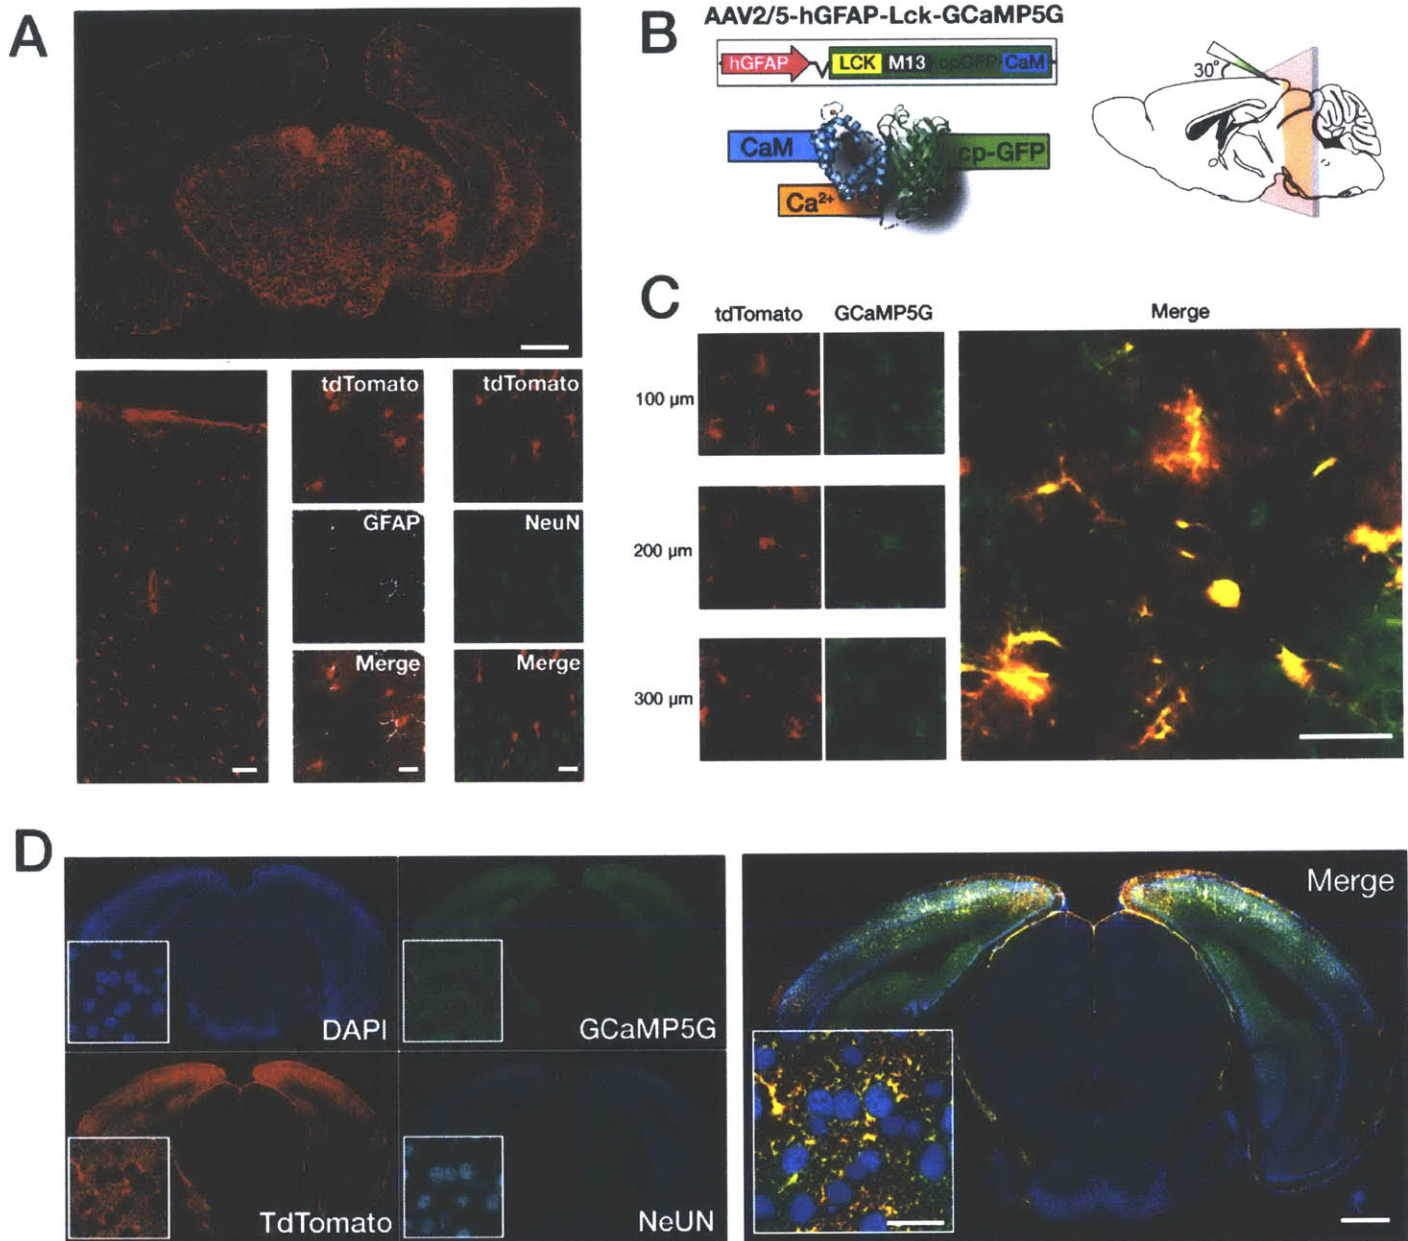 A
tdTomato
tdTomato
GFAP
NeuN
Merge
Merge
B
AAV2/5-hGFAP-Lck-GCaMP5G
hGFAP
LCK
M13
cpGFP
CaM
CaM
cp-GFP
Ca²⁺
30°
C
tdTomato
GCaMP5G
Merge
100 µm
200 µm
300 µm
D
DAPI
GCaMP5G
TdTomato
NeUN
Merge